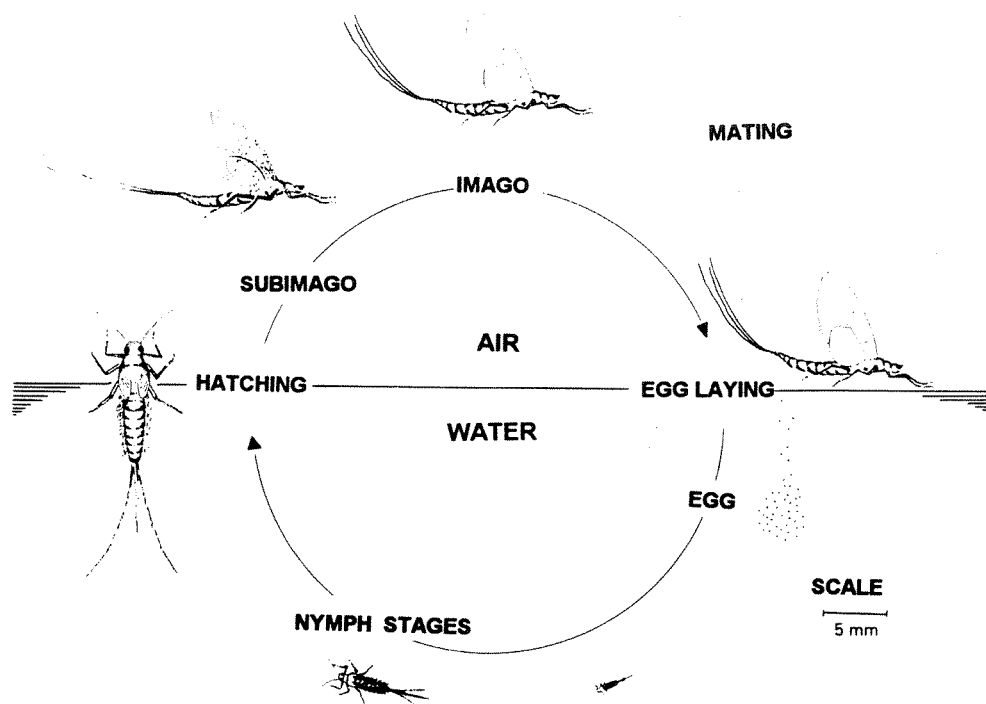 MATING
IMAGO
SUBIMAGO
AIR
HATCHING
EGG LAYING
WATER
EGG
SCALE
5 mm
NYMPH STAGES